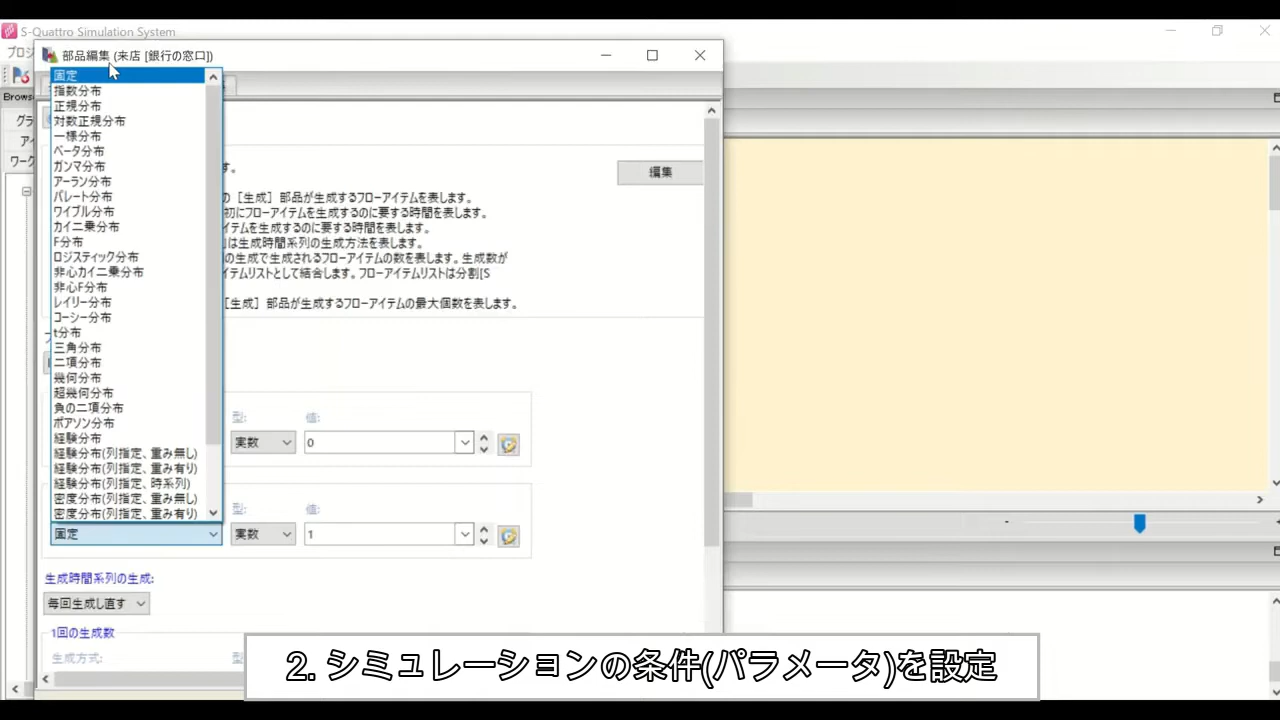 S-Quattro Simulation System
プロジ
部品編集 (来店 [銀行の窓口])
Brows
グラ
アイ
ワーク
固定
指数分布
正規分布
対数正規分布
一様分布
ベータ分布
ガンマ分布
アーラン分布
パレート分布
ワイブル分布
カイ二乗分布
F分布
ロジスティック分布
非心カイ二乗分布
非心F分布
レイリー分布
コーシー分布
t分布
三角分布
二項分布
幾何分布
超幾何分布
負の二項分布
ポアソン分布
経験分布
経験分布(列指定、重み無し)
経験分布(列指定、重み有り)
経験分布(列指定、時系列)
密度分布(列指定、重み無し)
密度分布(列指定、重み有り)
固定
す。
編集
の［生成］部品が生成するフローアイテムを表します。
初にフローアイテムを生成するのに要する時間を表します。
イテムを生成するのに要する時間を表します。
は生成時間系列の生成方法を表します。
の生成で生成されるフローアイテムの数を表します。生成数が
イテムリストとして結合します。フローアイテムリストは分割[S
［生成］部品が生成するフローアイテムの最大個数を表します。
型:
値:
実数
0
型:
値:
実数
1
生成時間系列の生成:
毎回生成し直す
1回の生成数
生成方式:
型
2. シミュレーションの条件(パラメータ)を設定